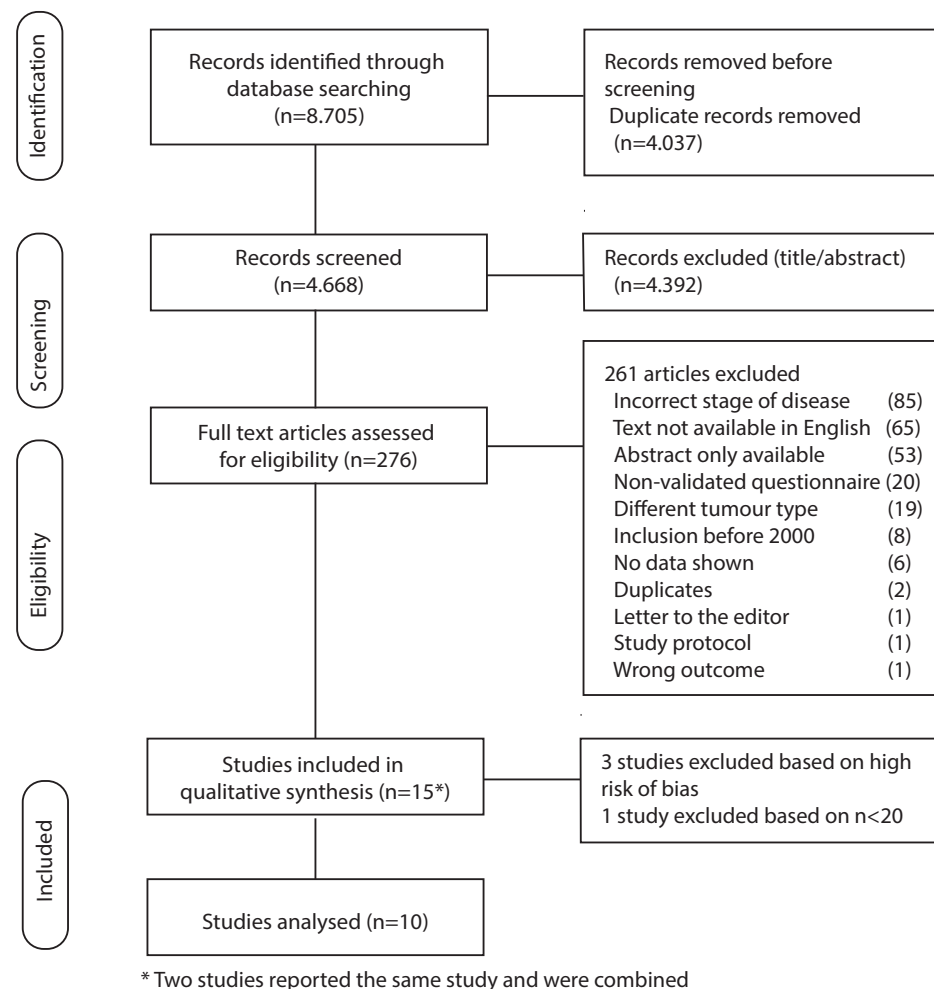 Identification
Records identified through
database searching
(n=8.705)
Records removed before
screening
Duplicate records removed
(n=4.037)
Screening
Records screened
(n=4.668)
Records excluded (title/abstract)
(n=4.392)
Eligibility
Full text articles assessed
for eligibility (n=276)
261 articles excluded
Incorrect stage of disease (85)
Text not available in English (65)
Abstract only available (53)
Non-validated questionnaire (20)
Different tumour type (19)
Inclusion before 2000 (8)
No data shown (6)
Duplicates (2)
Letter to the editor (1)
Study protocol (1)
Wrong outcome (1)
Included
Studies included in
qualitative synthesis (n=15*)
3 studies excluded based on high
risk of bias
1 study excluded based on n<20
Studies analysed (n=10)
* Two studies reported the same study and were combined